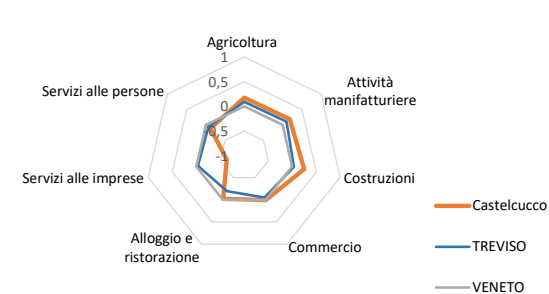 Agricoltura
Attività
manifatturiere
Costruzioni
Commercio
Alloggio e
ristorazione
Servizi alle imprese
Servizi alle persone
1
0,5
0
-0,5
-1
Castelcucco
TREVISO
VENETO